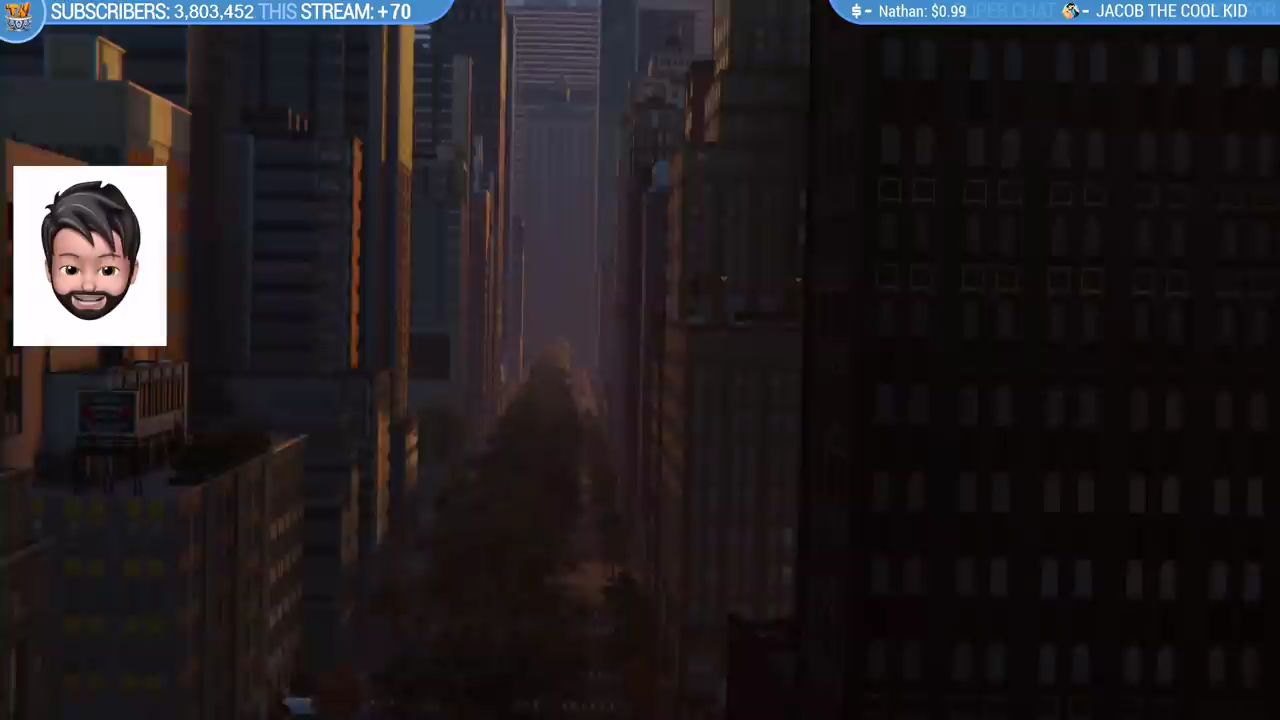 SUBSCRIBERS: 3,803,452 THIS STREAM: +70
$ - Nathan: $0.99
- JACOB THE COOL KID